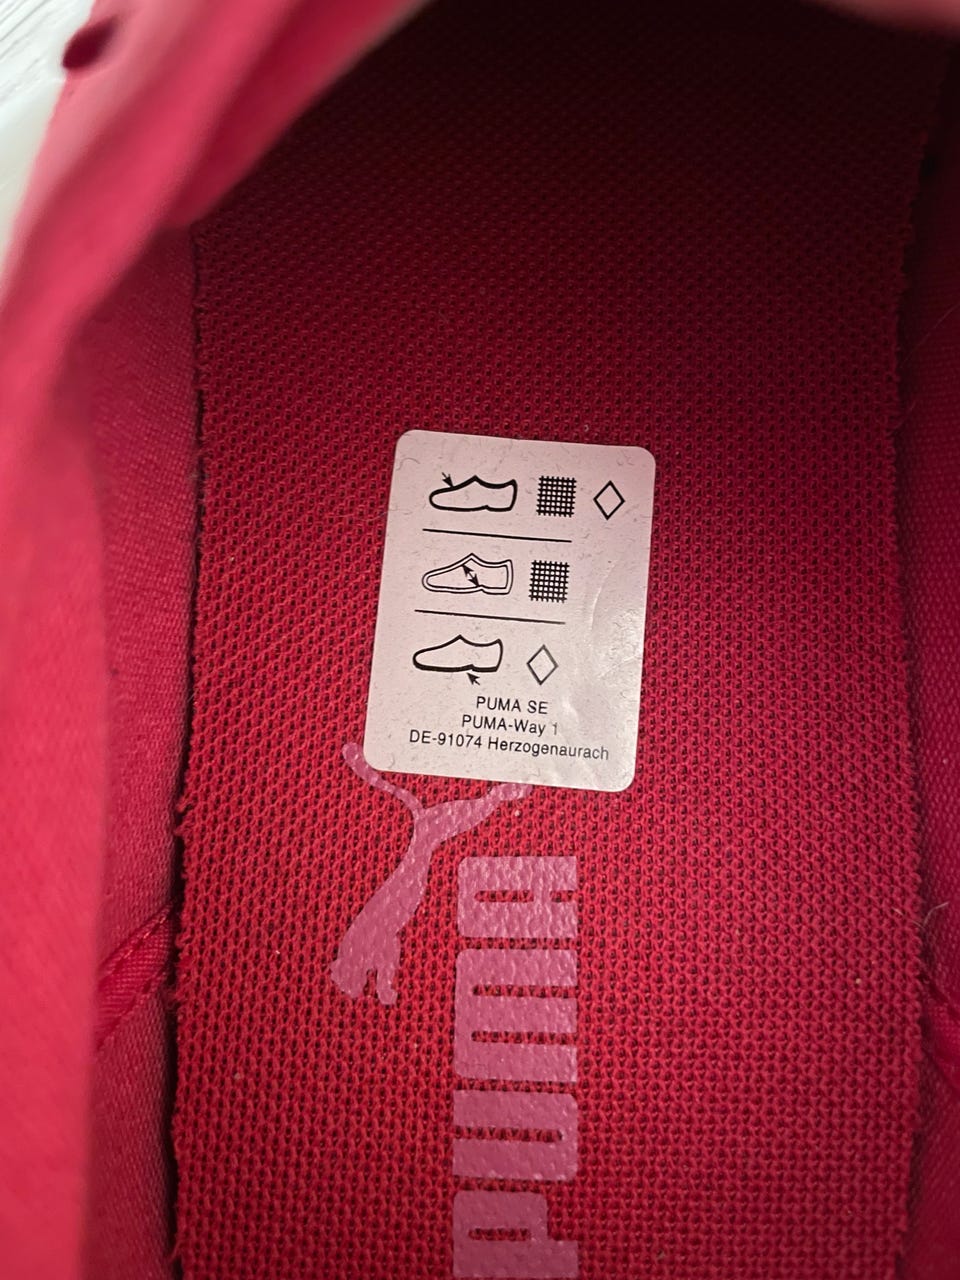 PUMA SE
PUMA-Way 1
DE-91074 Herzogenaurach
PUMA